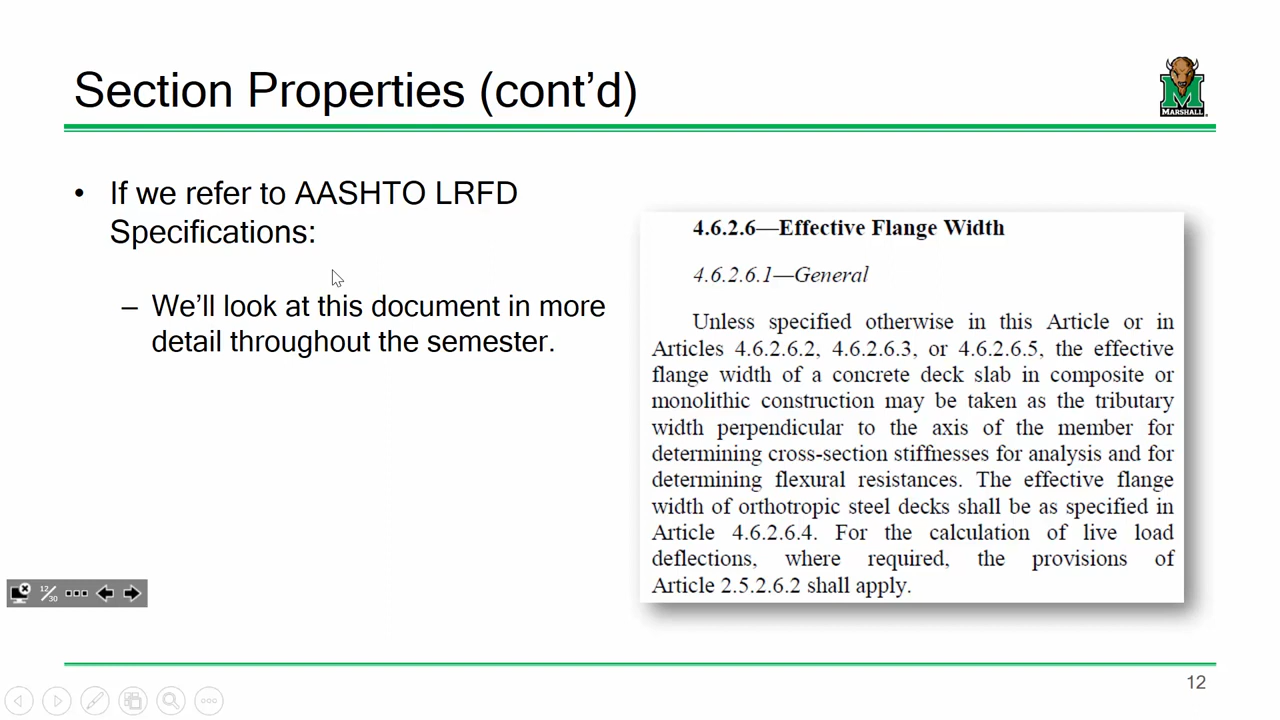 Section Properties (cont’d)
MARSHALL
• If we refer to AASHTO LRFD
Specifications:
– We’ll look at this document in more
detail throughout the semester.
4.6.2.6—Effective Flange Width
4.6.2.6.1—General
Unless specified otherwise in this Article or in
Articles 4.6.2.6.2, 4.6.2.6.3, or 4.6.2.6.5, the effective
flange width of a concrete deck slab in composite or
monolithic construction may be taken as the tributary
width perpendicular to the axis of the member for
determining cross-section stiffnesses for analysis and for
determining flexural resistances. The effective flange
width of orthotropic steel decks shall be as specified in
Article 4.6.2.6.4. For the calculation of live load
deflections, where required, the provisions of
Article 2.5.2.6.2 shall apply.
12/30
12